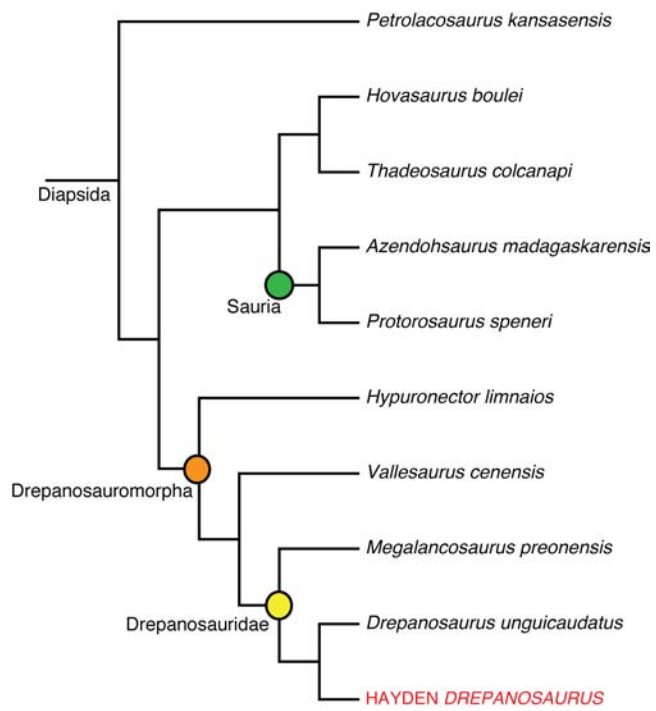 Petrolacosaurus kansasensis
Hovasaurus boulei
Thadeosaurus colcanapi
Diapsida
Azendohsaurus madagaskarensis
Sauria
Protorosaurus speneri
Hypuronector limnaios
Vallesaurus cenensis
Drepanosauromorpha
Megalancosaurus preonensis
Drepanosauridae
Drepanosaurus unguicaudatus
HAYDEN DREPANOSAURUS